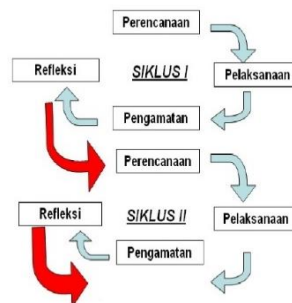 Perencanaan
Refleksi
SIKLUS I
Pelaksanaan
Pengamatan
Perencanaan
Refleksi
SIKLUS II
Pelaksanaan
Pengamatan